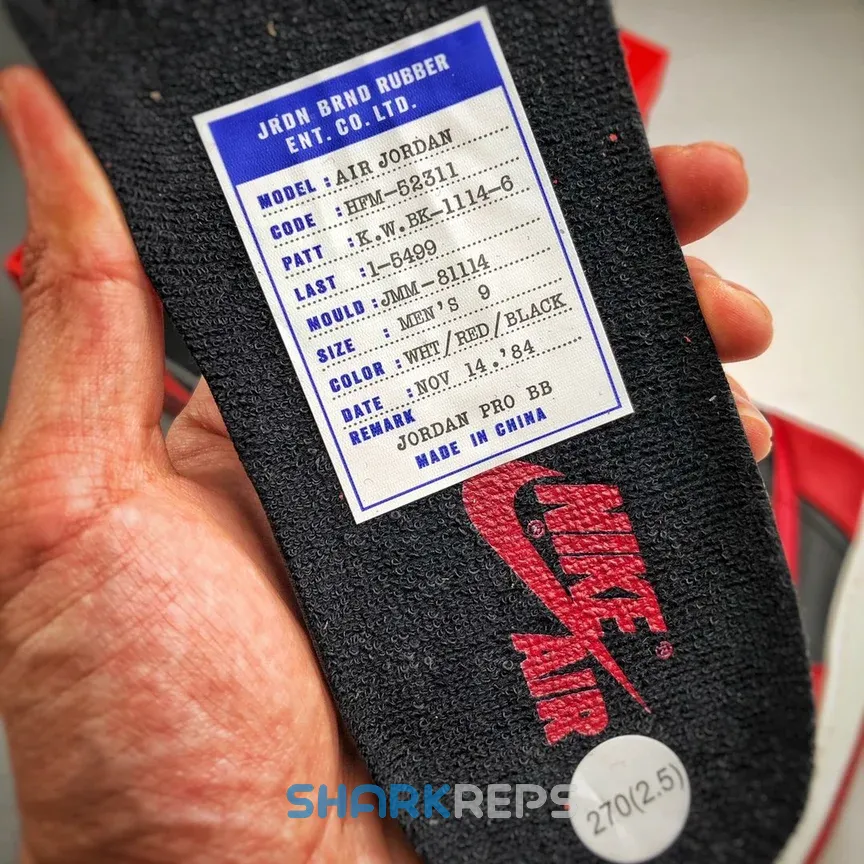 JRDN BRND RUBBER
ENT. CO. LTD.
MODEL : AIR JORDAN
CODE : HFM-52311
PATT : K.W.BK-1114-6
LAST : 1-5499
MOULD : JMM-81114
SIZE : MEN'S 9
COLOR : WHT/RED/BLACK
DATE : NOV 14.'84
REMARK
JORDAN PRO BB
MADE IN CHINA
NIKE ®
AIR ®
SHARKREPS
270(2.5)